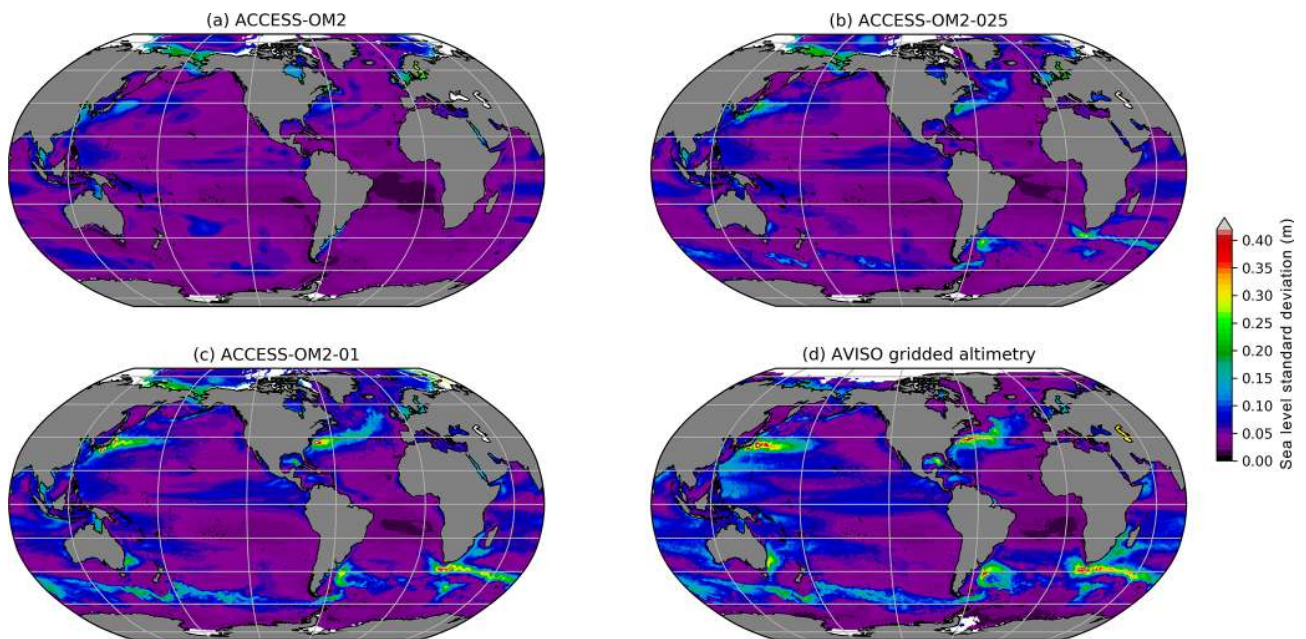 (a) ACCESS-OM2
(b) ACCESS-OM2-025
(c) ACCESS-OM2-01
(d) AVISO gridded altimetry
0.40
0.35
0.30
0.25
0.20
0.15
0.10
0.05
0.00
Sea level standard deviation (m)